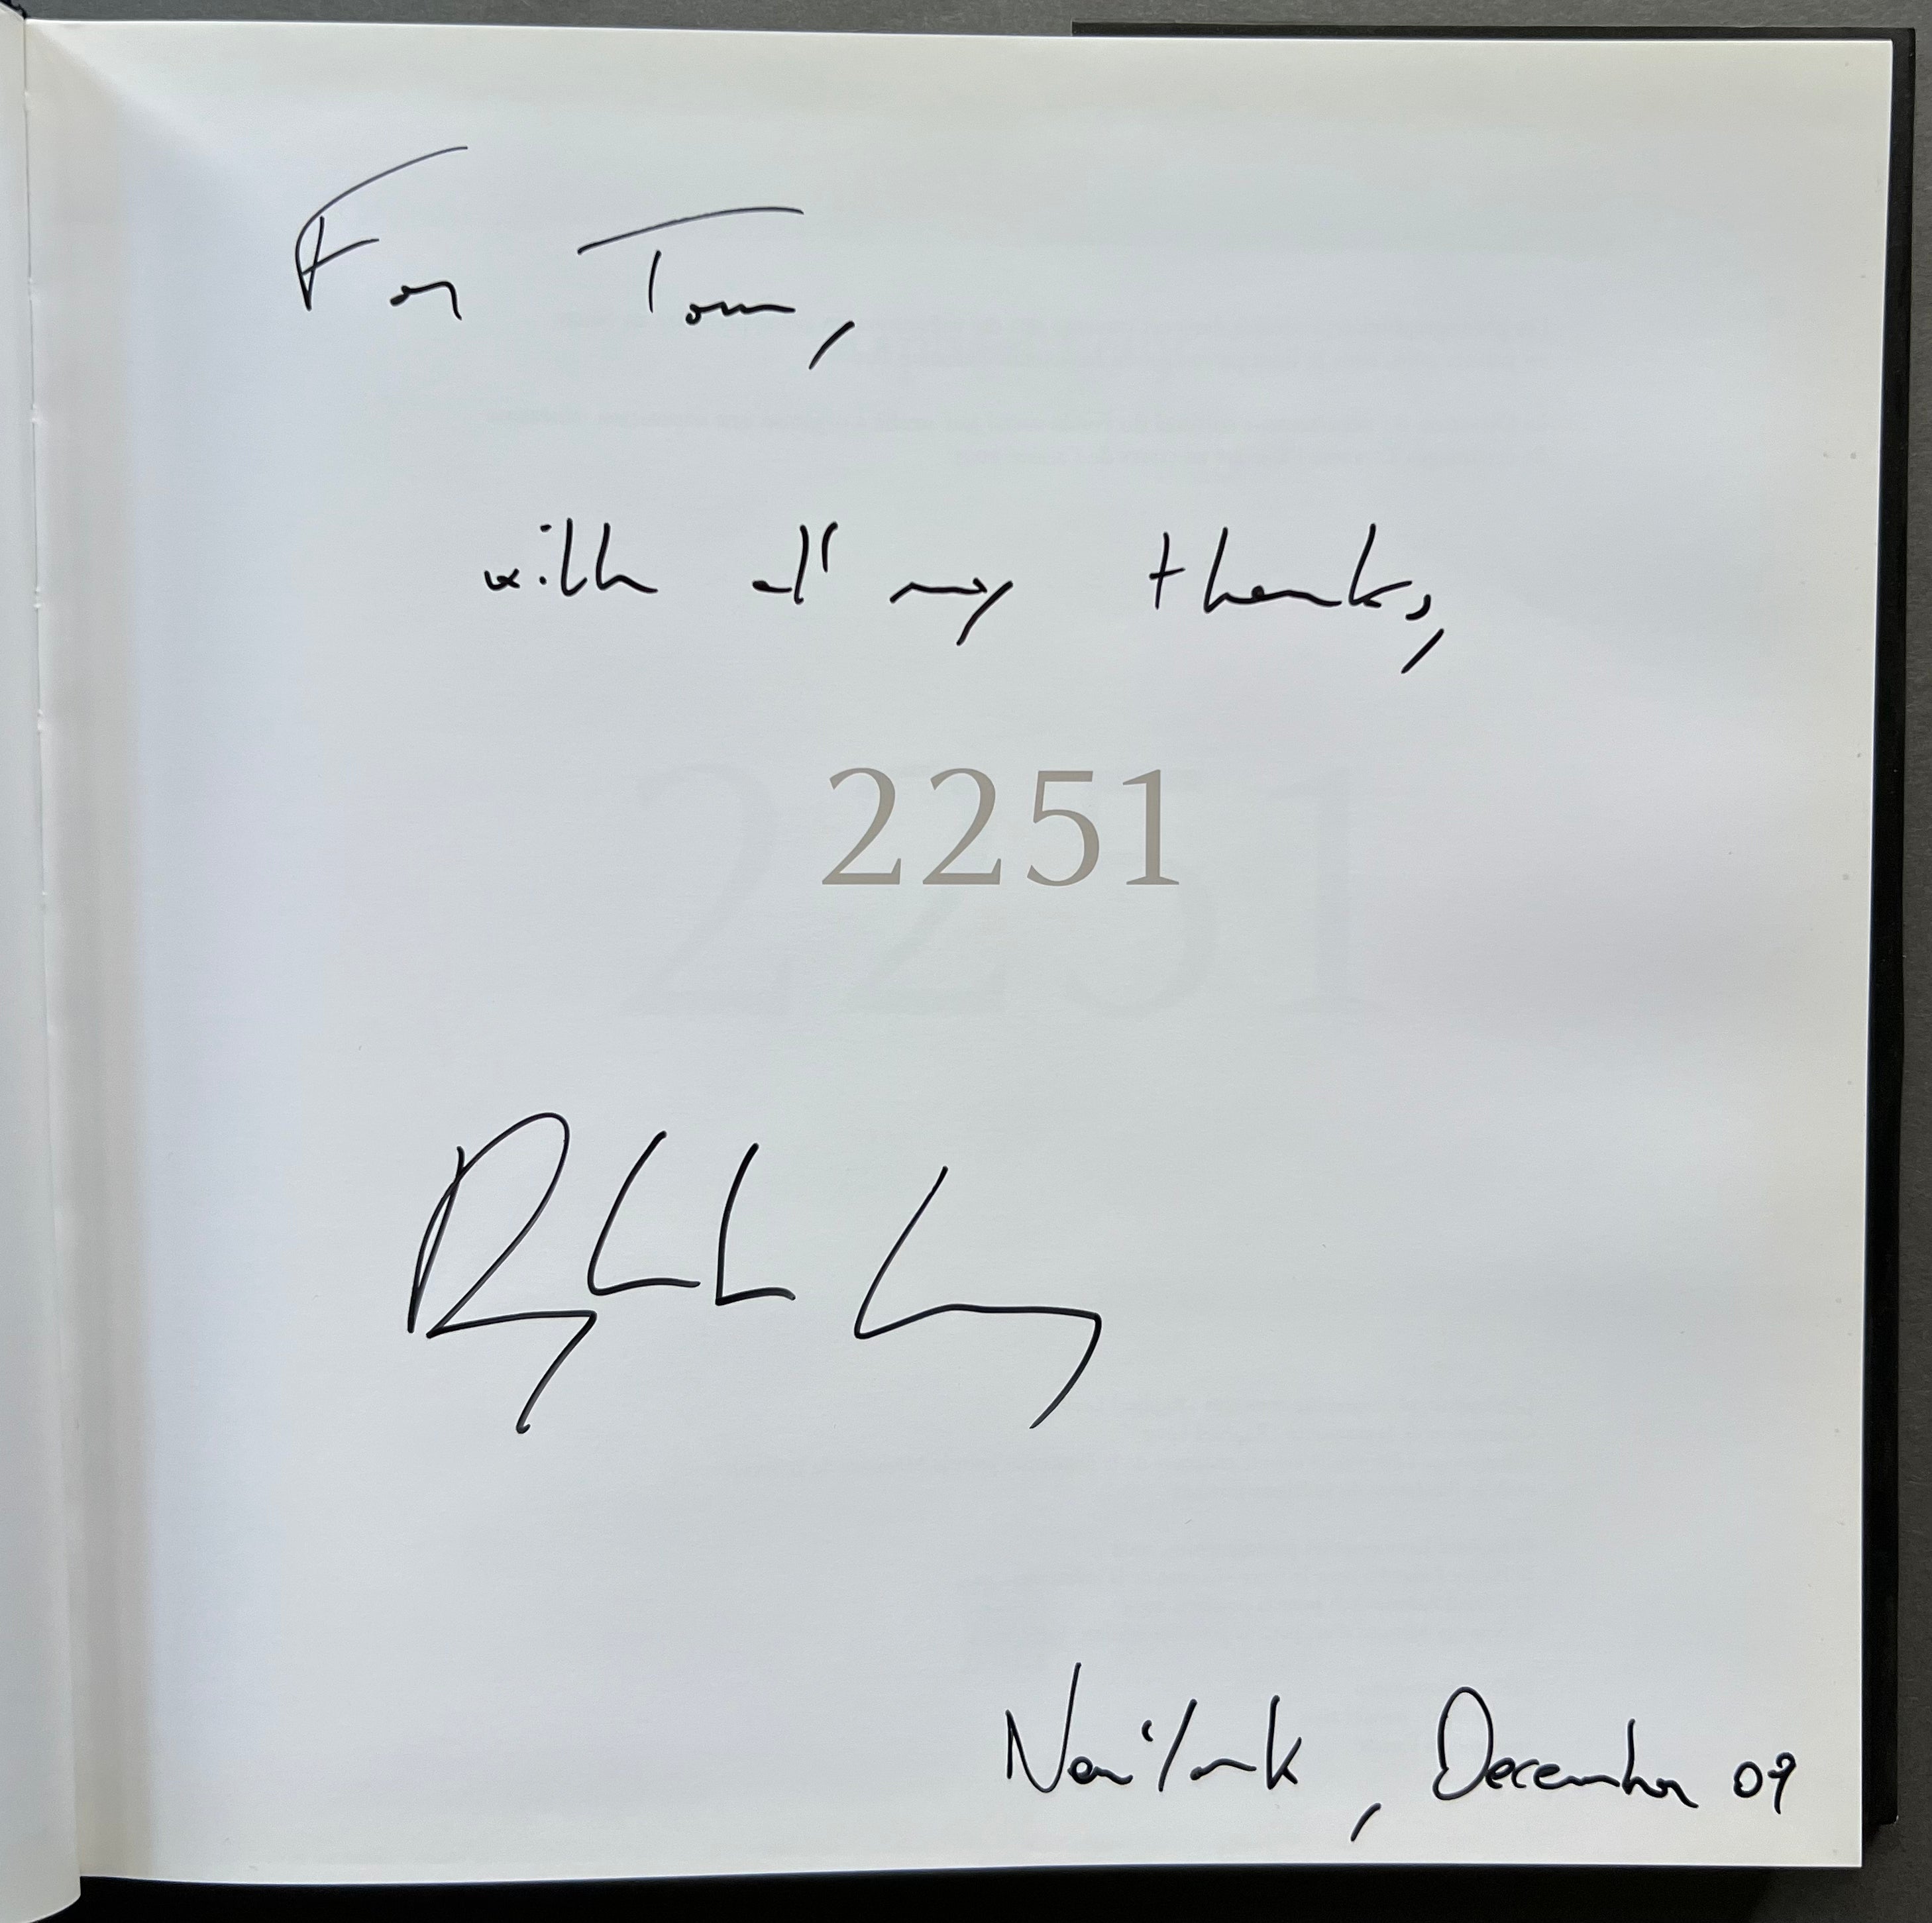 For Tom,
with all my thanks,
2251
New York, December 09